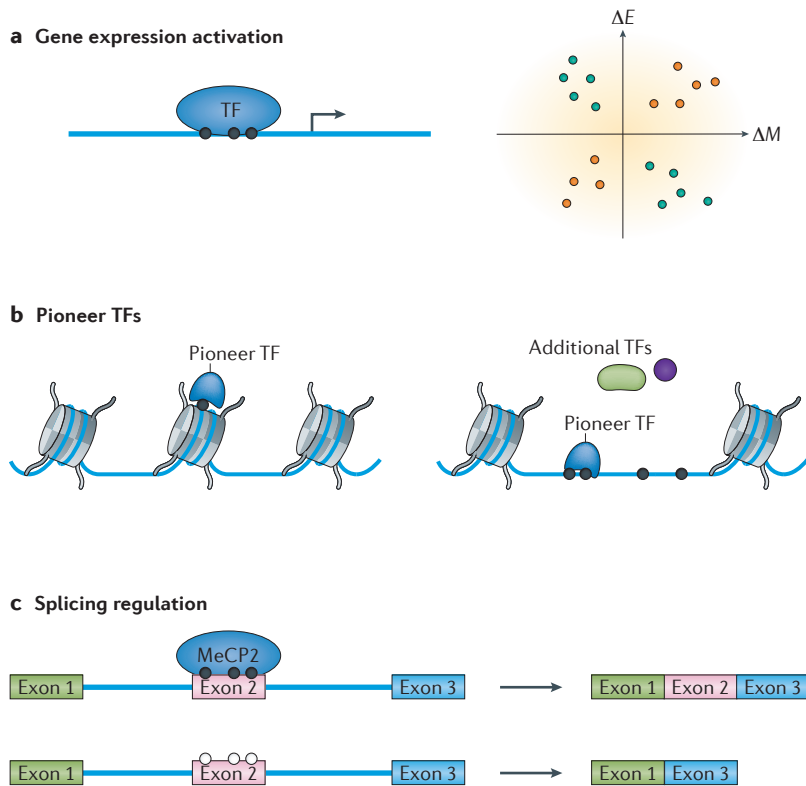 a Gene expression activation
TF
ΔE
ΔM
b Pioneer TFs
Pioneer TF
Additional TFs
Pioneer TF
c Splicing regulation
MeCP2
Exon 1 Exon 2 Exon 3 Exon 1 Exon 2 Exon 3
Exon 1 Exon 2 Exon 3 Exon 1 Exon 3